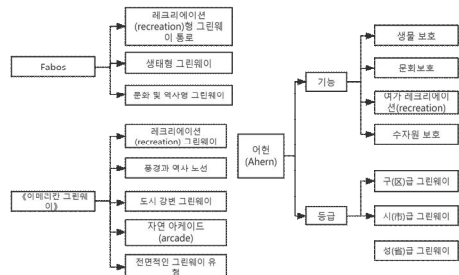 레크리에이션
(recreation)형 그린웨
이 통로
Fabos
생태형 그린웨이
문화 및 역사형 그린웨이
레크리에이션
(recreation) 그린웨이
풍경과 역사 노선
《아메리칸 그린웨
이》
도시 강변 그린웨이
자연 아케이드
(arcade)
전면적인 그린웨이 유
형
어헌
(Ahern)
기능
생물 보호
문화보호
여가 레크리에이
션(recreation)
수자원 보호
등급
구(区)급 그린웨이
시(市)급 그린웨이
성(省)급 그린웨이